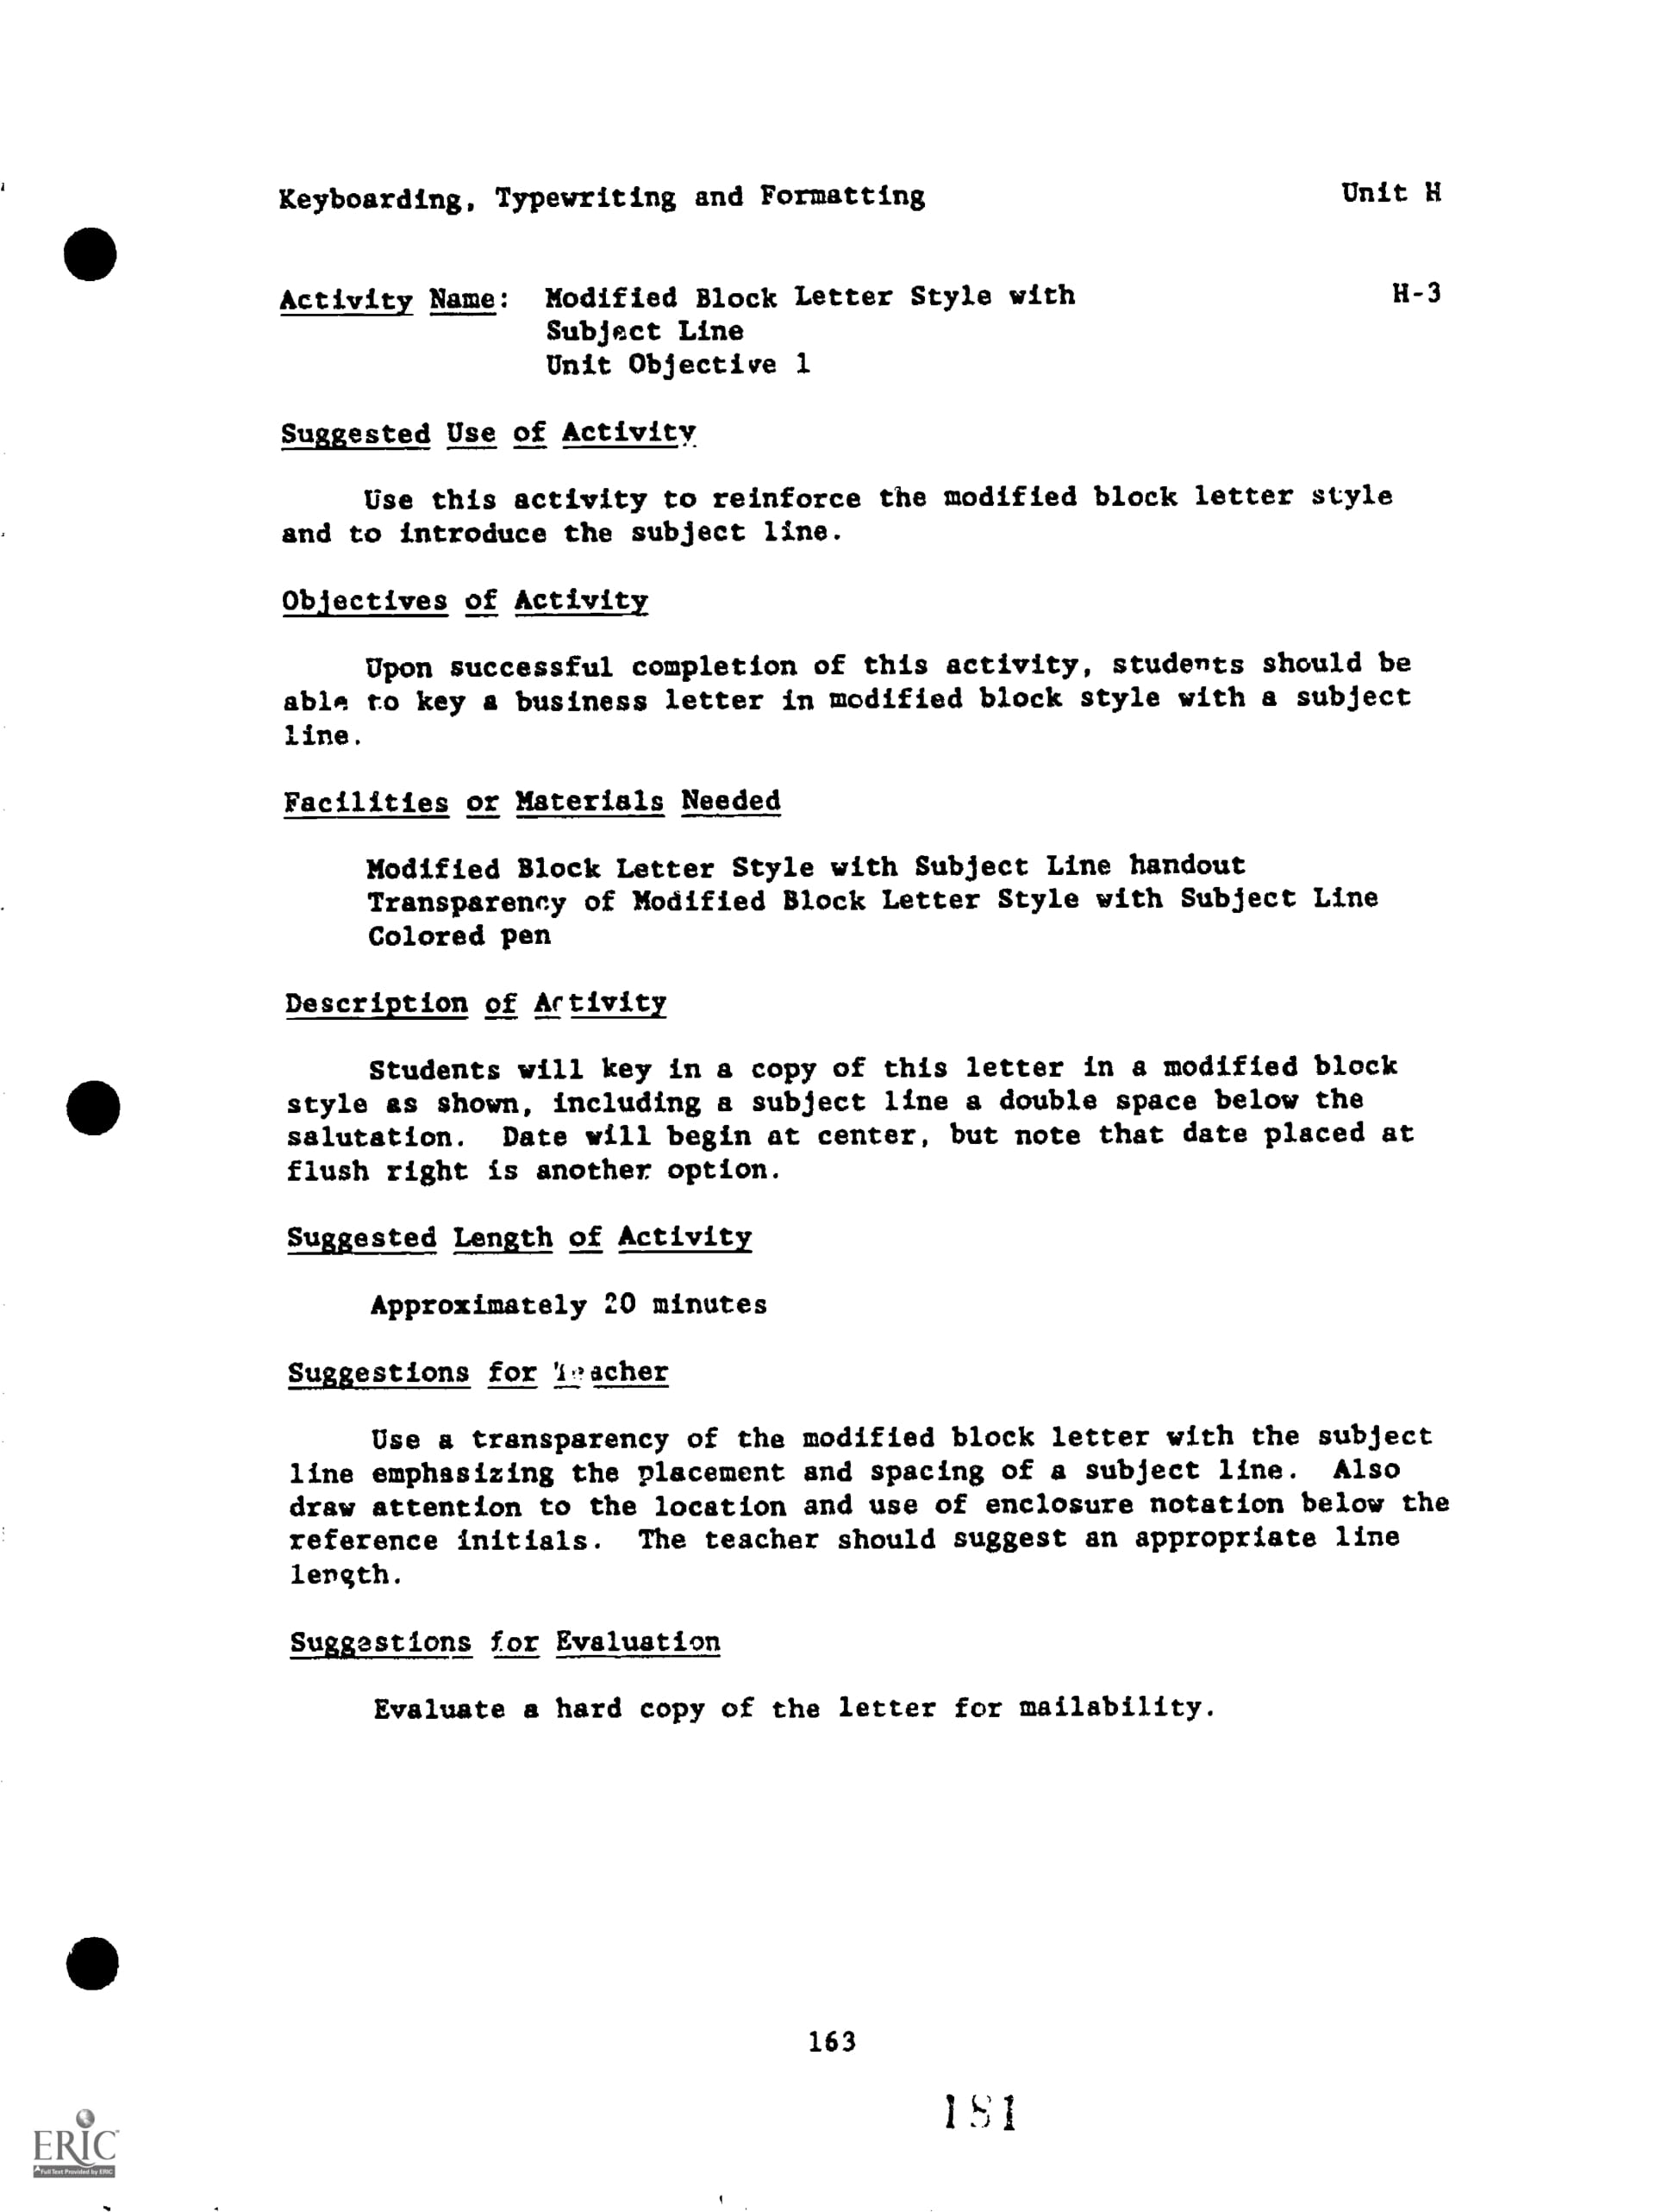 Keyboarding, Typewriting and Formatting Unit H
Activity Name: Modified Block Letter Style with H-3
Subject Line
Unit Objective 1
Suggested Use of Activity
Use this activity to reinforce the modified block letter style
and to introduce the subject line.
Objectives of Activity
Upon successful completion of this activity, students should be
able to key a business letter in modified block style with a subject
line.
Facilities or Materials Needed
Modified Block Letter Style with Subject Line handout
Transparency of Modified Block Letter Style with Subject Line
Colored pen
Description of Activity
Students will key in a copy of this letter in a modified block
style as shown, including a subject line a double space below the
salutation. Date will begin at center, but note that date placed at
flush right is another option.
Suggested Length of Activity
Approximately 20 minutes
Suggestions for Teacher
Use a transparency of the modified block letter with the subject
line emphasizing the placement and spacing of a subject line. Also
draw attention to the location and use of enclosure notation below the
reference initials. The teacher should suggest an appropriate line
length.
Suggestions for Evaluation
Evaluate a hard copy of the letter for mailability.
163
181
ERIC
Full Text Provided by ERIC